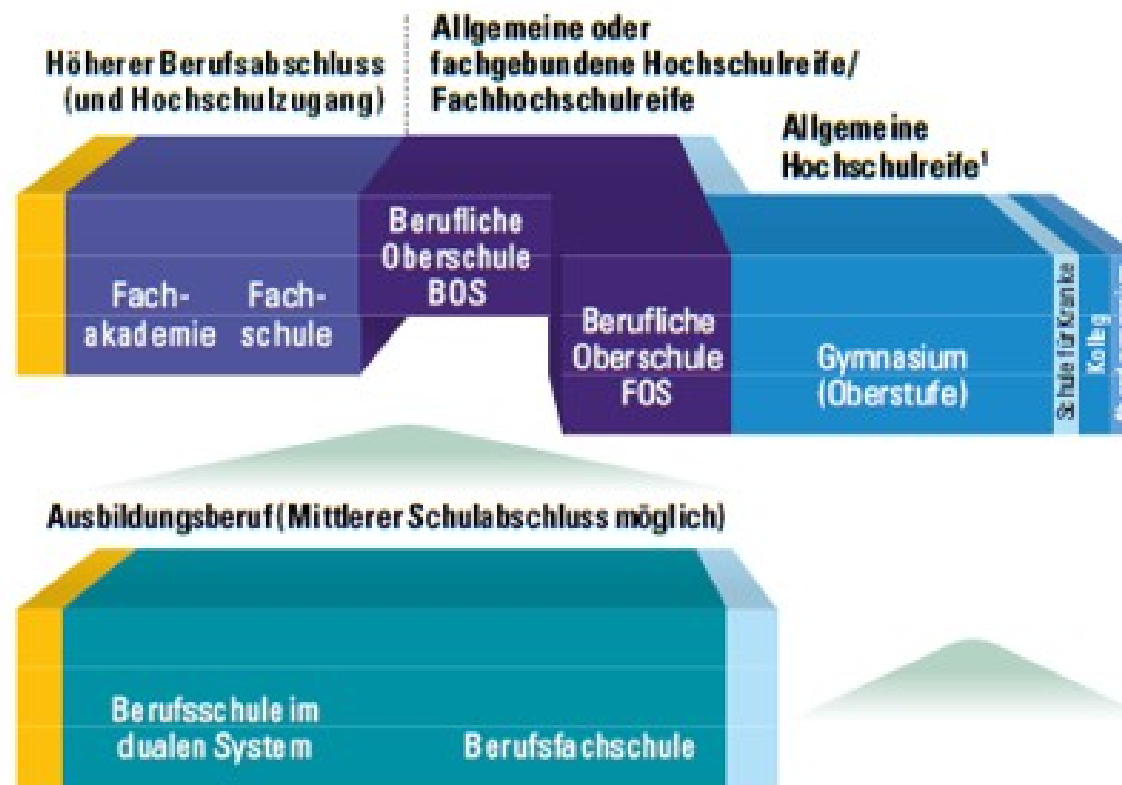 Höherer Berufsabschluss
(und Hochschulzugang)
Allgemeine oder
fachgebundene Hochschulreife/
Fachhochschulreife
Allgemeine
Hochschulreife¹
Fach-
akademie
Fach-
schule
Berufliche
Oberschule
BOS
Berufliche
Oberschule
FOS
Gymnasium
(Oberstufe)
Schule für Kranke
Kolleg
Ausbildungsberuf (Mittlerer Schulabschluss möglich)
Berufsschule im
dualen System
Berufsfachschule